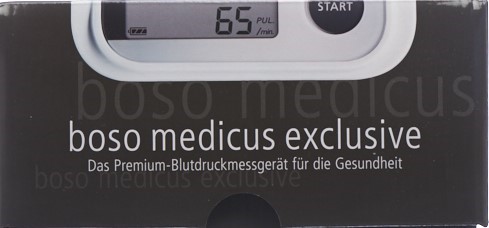 65 PUL.
/min.
START
boso medicus
boso medicus exclusive
Das Premium-Blutdruckmessgerät für die Gesundheit
boso medicus exclusive